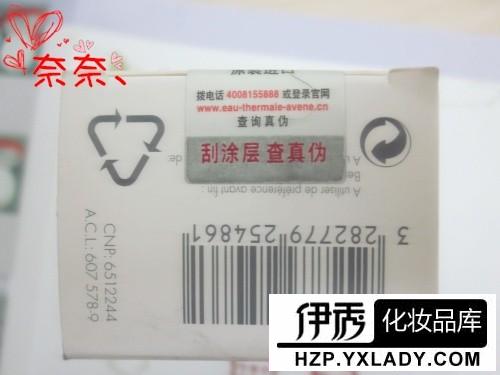 奈奈、
原装进口
拨电话 4008155888 或登录官网
www.eau-thermale-avene.cn
查询真伪
刮涂层 查真伪
A utiliser de préférence avant fin :
3 282779 254861
CNP: 6512244
A.C.L: 607 578-9
伊秀 化妆品库
HZP.YXLADY.COM